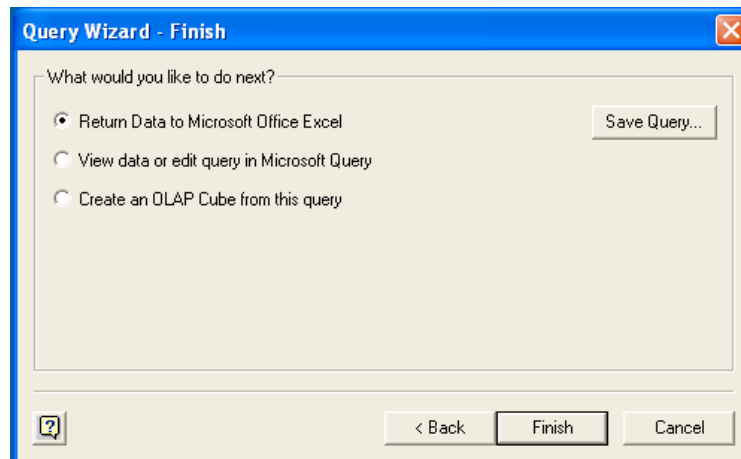 Query Wizard - Finish
What would you like to do next?
Return Data to Microsoft Office Excel
Save Query...
View data or edit query in Microsoft Query
Create an OLAP Cube from this query
?
< Back
Finish
Cancel